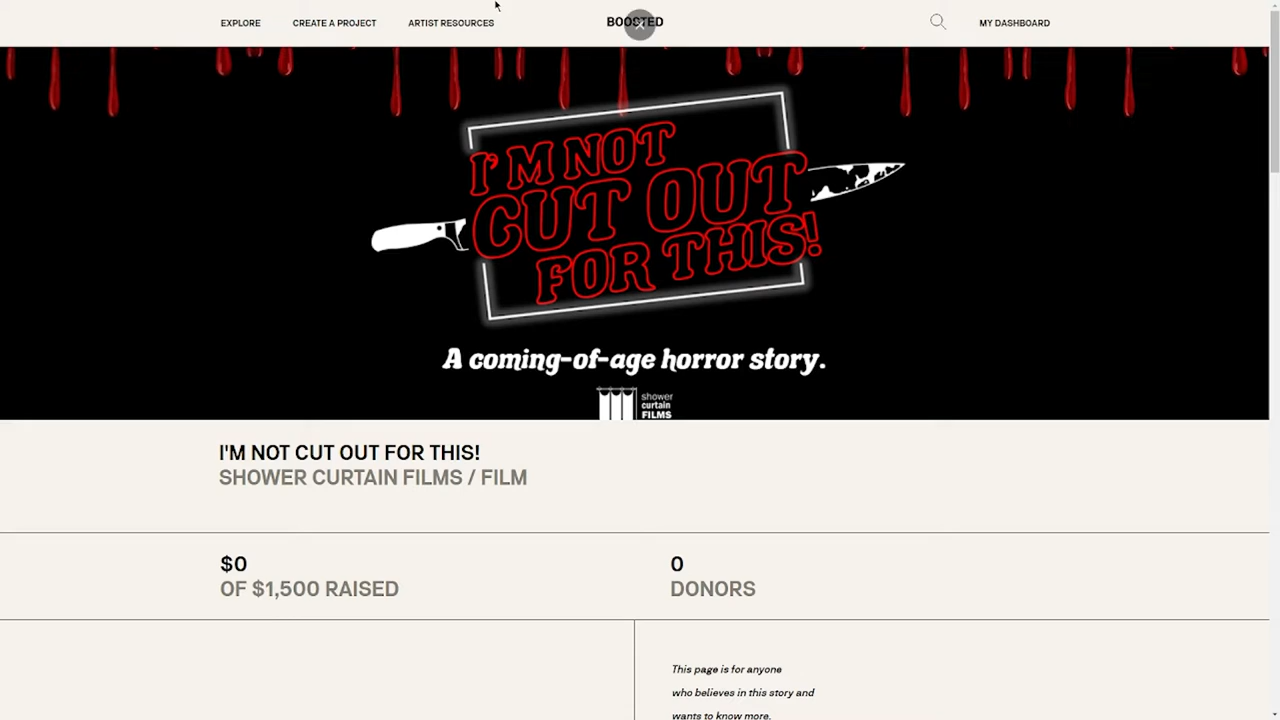 EXPLORE CREATE A PROJECT ARTIST RESOURCES BOOSTED MY DASHBOARD
I'M NOT
CUT OUT
FOR THIS!
A coming-of-age horror story.
shower
curtain
FILMS
I'M NOT CUT OUT FOR THIS!
SHOWER CURTAIN FILMS / FILM
$0 0
OF $1,500 RAISED DONORS
This page is for anyone
who believes in this story and
wants to know more.